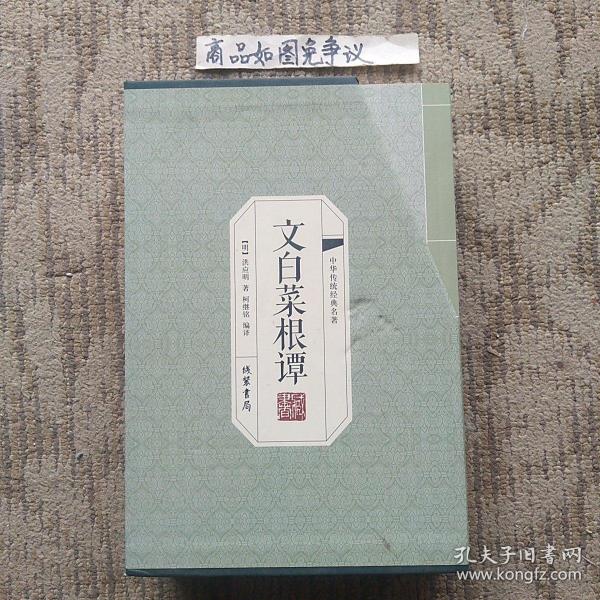 商品如图免争议
中华传统经典名著
文白菜根谭
【明】洪应明 著 柯继铭 编译
线装书局
藏书
孔夫子旧书网
www.kongfz.com